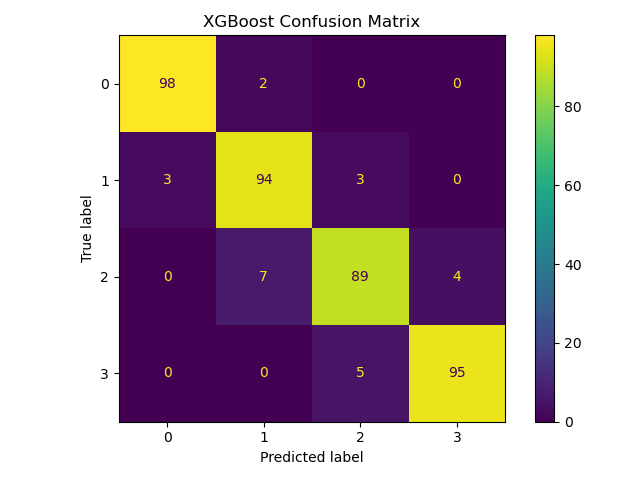 XGBoost Confusion Matrix
True label
0 98 2 0 0
1 3 94 3 0
2 0 7 89 4
3 0 0 5 95
0 1 2 3
Predicted label
80
60
40
20
0